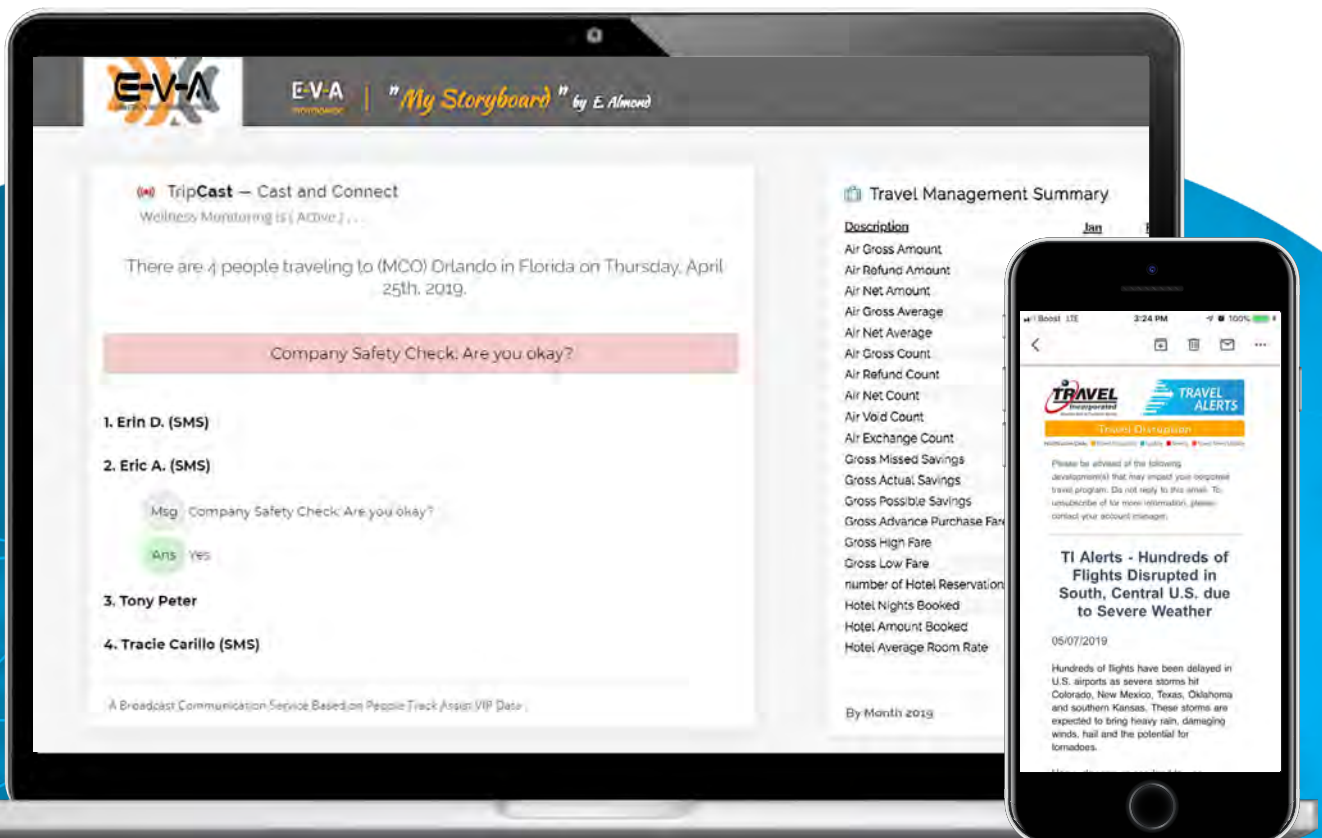 E-V-A
E-V-A | "My Storyboard" by E. Almond
TripCast — Cast and Connect
Wellness Monitoring is ( Active ) . . .
There are 4 people traveling to (MCO) Orlando in Florida on Thursday, April
25th, 2019.
Company Safety Check: Are you okay?
1. Erin D. (SMS)
2. Eric A. (SMS)
Msg Company Safety Check: Are you okay?
Ans Yes
3. Tony Peter
4. Tracie Carillo (SMS)
A Broadcast Communication Service Based on People Track Assist VIP Data
Travel Management Summary
Description Jan
Air Gross Amount
Air Refund Amount
Air Net Amount
Air Gross Average
Air Net Average
Air Gross Count
Air Refund Count
Air Net Count
Air Void Count
Air Exchange Count
Gross Missed Savings
Gross Actual Savings
Gross Possible Savings
Gross Advance Purchase Fare
Gross High Fare
Gross Low Fare
number of Hotel Reservation
Hotel Nights Booked
Hotel Amount Booked
Hotel Average Room Rate
By Month 2019
Boost LTE 3:24 PM 100%
TRAVEL
Incorporated
TRAVEL
ALERTS
Travel Disruption
Please be advised of the following
development(s) that may impact your corporate
travel program. Do not reply to this email. To
unsubscribe of for more information, please
contact your account manager.
TI Alerts - Hundreds of
Flights Disrupted in
South, Central U.S. due
to Severe Weather
05/07/2019
Hundreds of flights have been delayed in
U.S. airports as severe storms hit
Colorado, New Mexico, Texas, Oklahoma
and southern Kansas. These storms are
expected to bring heavy rain, damaging
winds, hail and the potential for
tornadoes.